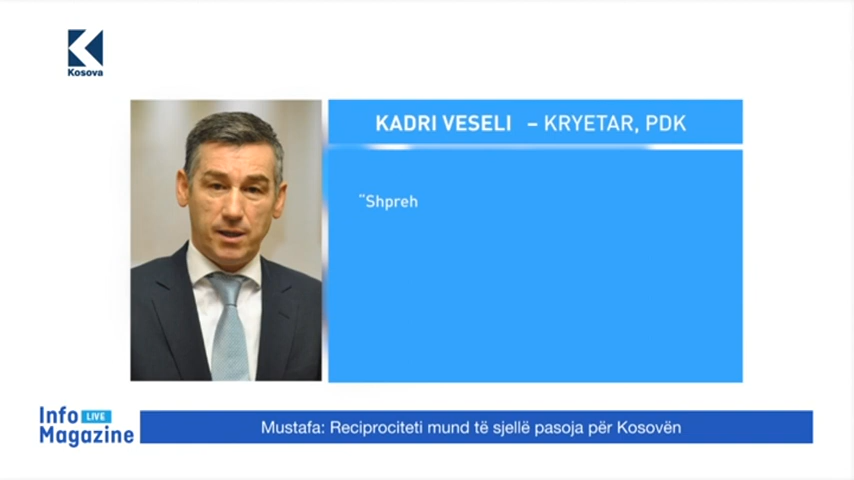 Kosova
KADRI VESELI – KRYETAR, PDK
“Shpreh
Info LIVE
Magazine
Mustafa: Reciprociteti mund të sjellë pasoja për Kosovën